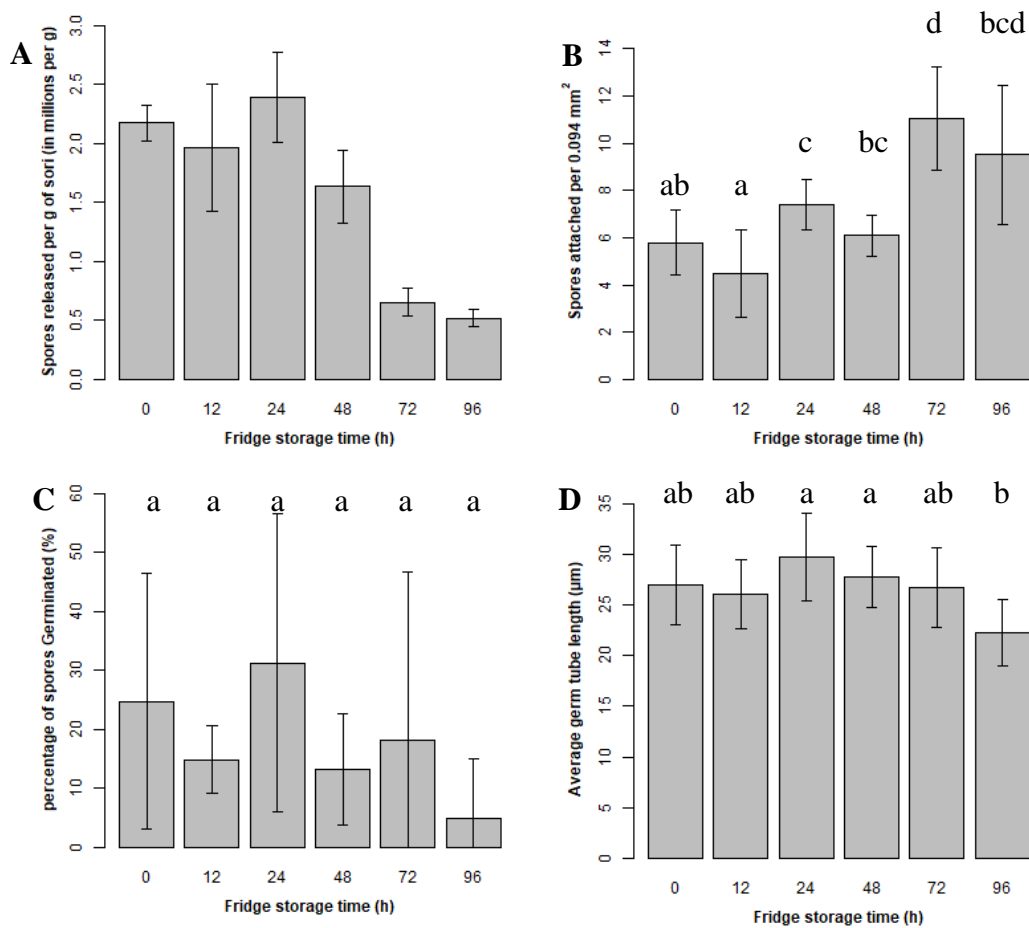 A
Spores released per g of sori (in millions per g)
3.0
2.5
2.0
1.5
1.0
0.5
0.0
0 12 24 48 72 96
Fridge storage time (h)
B
Spores attached per 0.094 mm²
14
12
10
8
6
4
2
0
ab a c bc d bcd
0 12 24 48 72 96
Fridge storage time (h)
C
percentage of spores Germinated (%)
60
50
40
30
20
10
0
a a a a a a
0 12 24 48 72 96
Fridge storage time (h)
D
Average germ tube length (µm)
35
30
25
20
15
10
5
0
ab ab a a ab b
0 12 24 48 72 96
Fridge storage time (h)